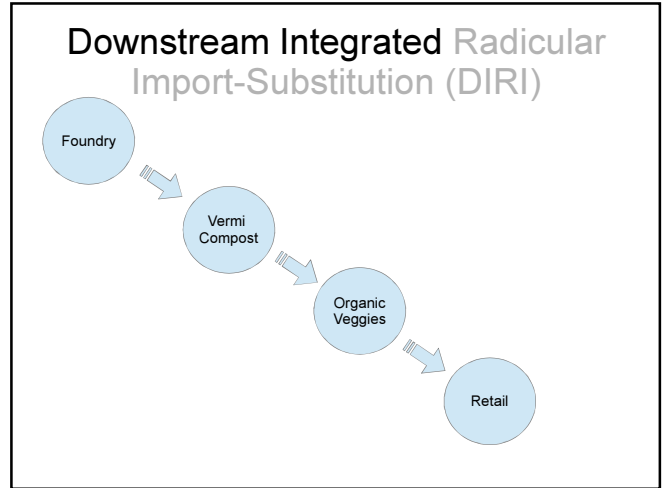 Downstream Integrated Radicular
Import-Substitution (DIRI)
Foundry
Vermi
Compost
Organic
Veggies
Retail